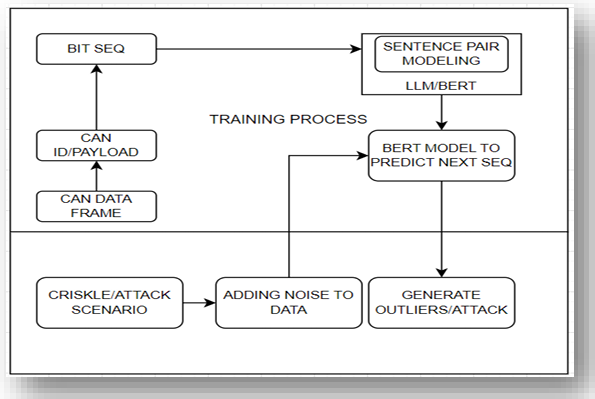 BIT SEQ
SENTENCE PAIR
MODELING
LLM/BERT
TRAINING PROCESS
CAN
ID/PAYLOAD
BERT MODEL TO
PREDICT NEXT SEQ
CAN DATA
FRAME
CRISKLE/ATTACK
SCENARIO
ADDING NOISE TO
DATA
GENERATE
OUTLIERS/ATTACK